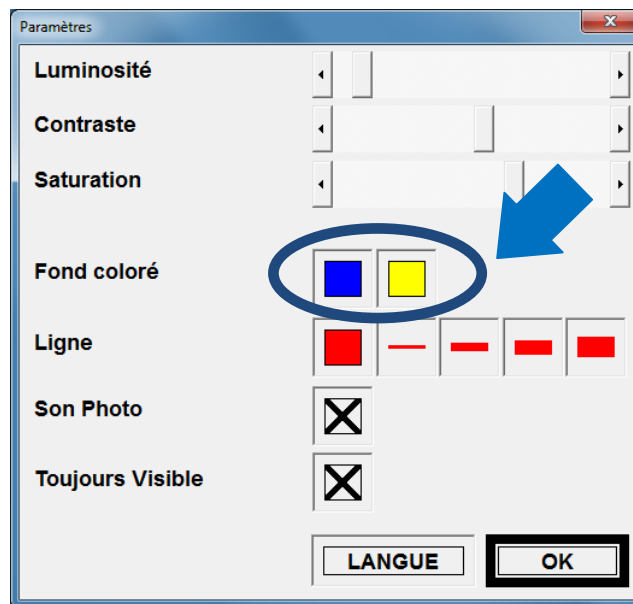 Paramètres
Luminosité
Contraste
Saturation
Fond coloré
Ligne
Son Photo
Toujours Visible
LANGUE OK